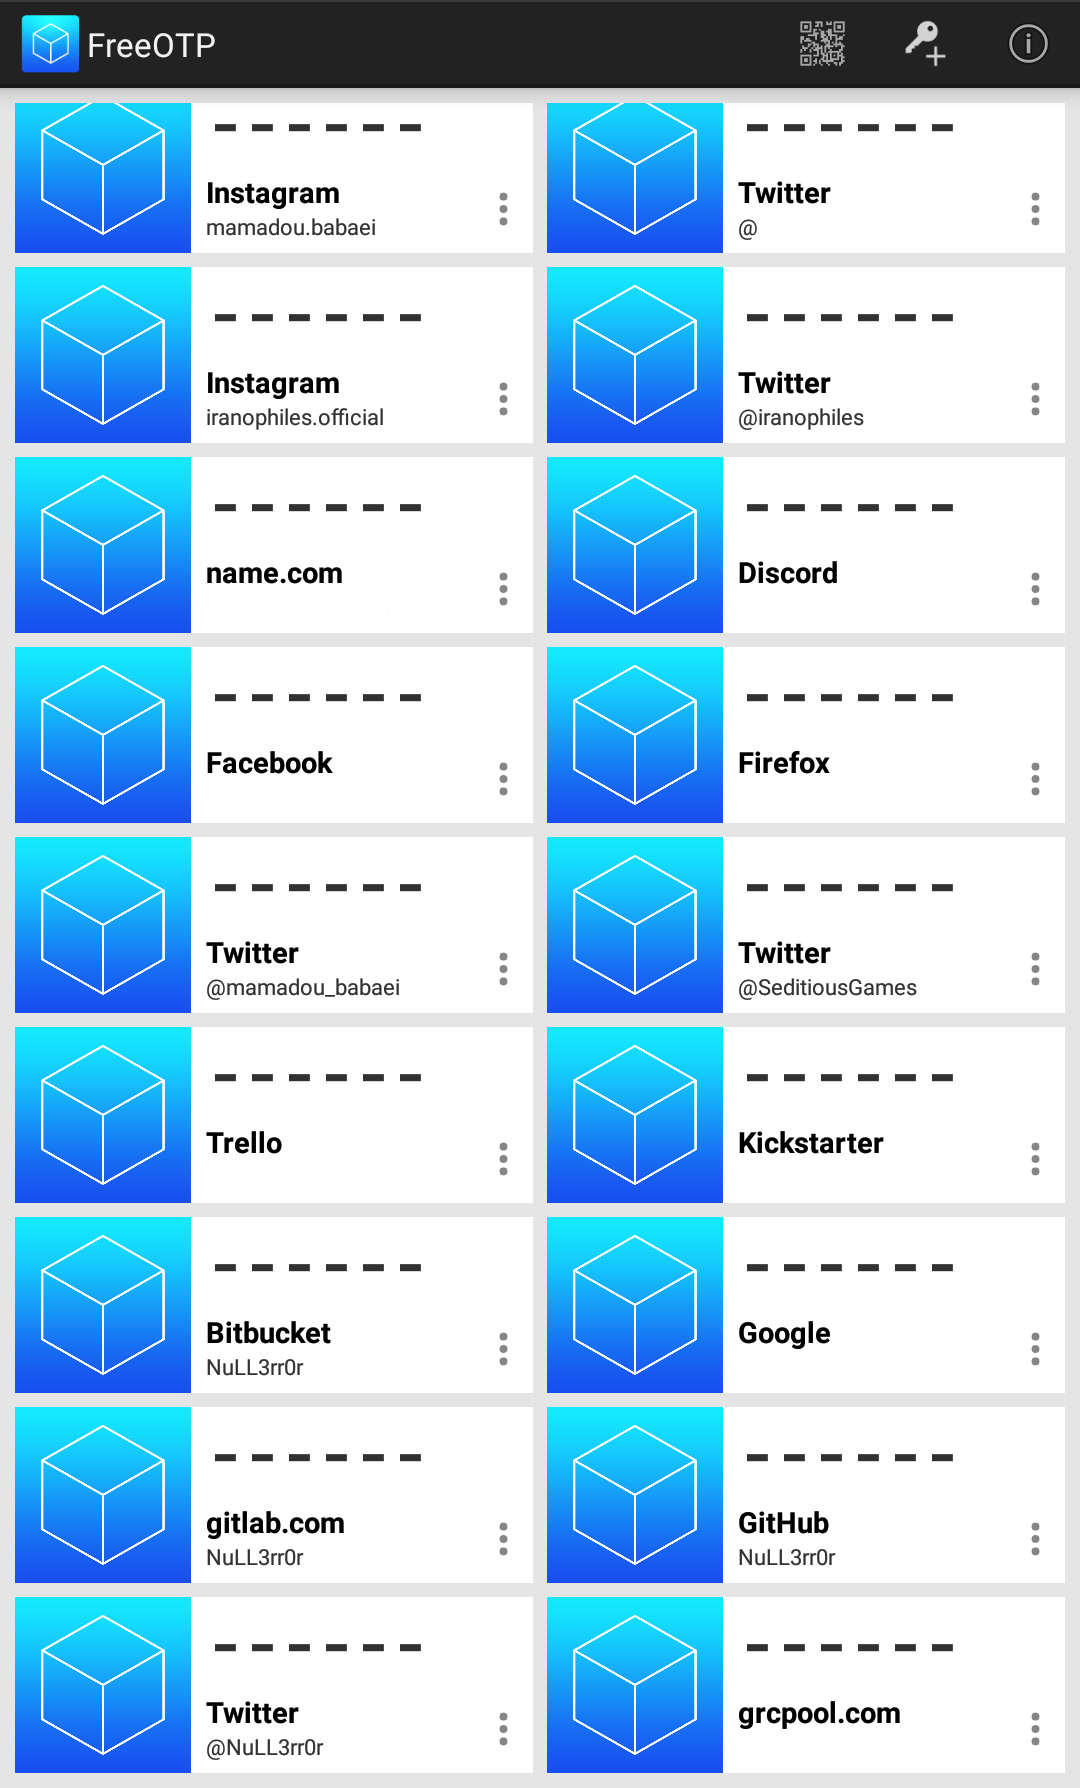 FreeOTP
- - - - - -
Instagram
mamadou.babaei
- - - - - -
Twitter
@
- - - - - -
Instagram
iranophiles.official
- - - - - -
Twitter
@iranophiles
- - - - - -
name.com
- - - - - -
Discord
- - - - - -
Facebook
- - - - - -
Firefox
- - - - - -
Twitter
@mamadou_babaei
- - - - - -
Twitter
@SeditiousGames
- - - - - -
Trello
- - - - - -
Kickstarter
- - - - - -
Bitbucket
NuLL3rr0r
- - - - - -
Google
- - - - - -
gitlab.com
NuLL3rr0r
- - - - - -
GitHub
NuLL3rr0r
- - - - - -
Twitter
@NuLL3rr0r
- - - - - -
grcpool.com